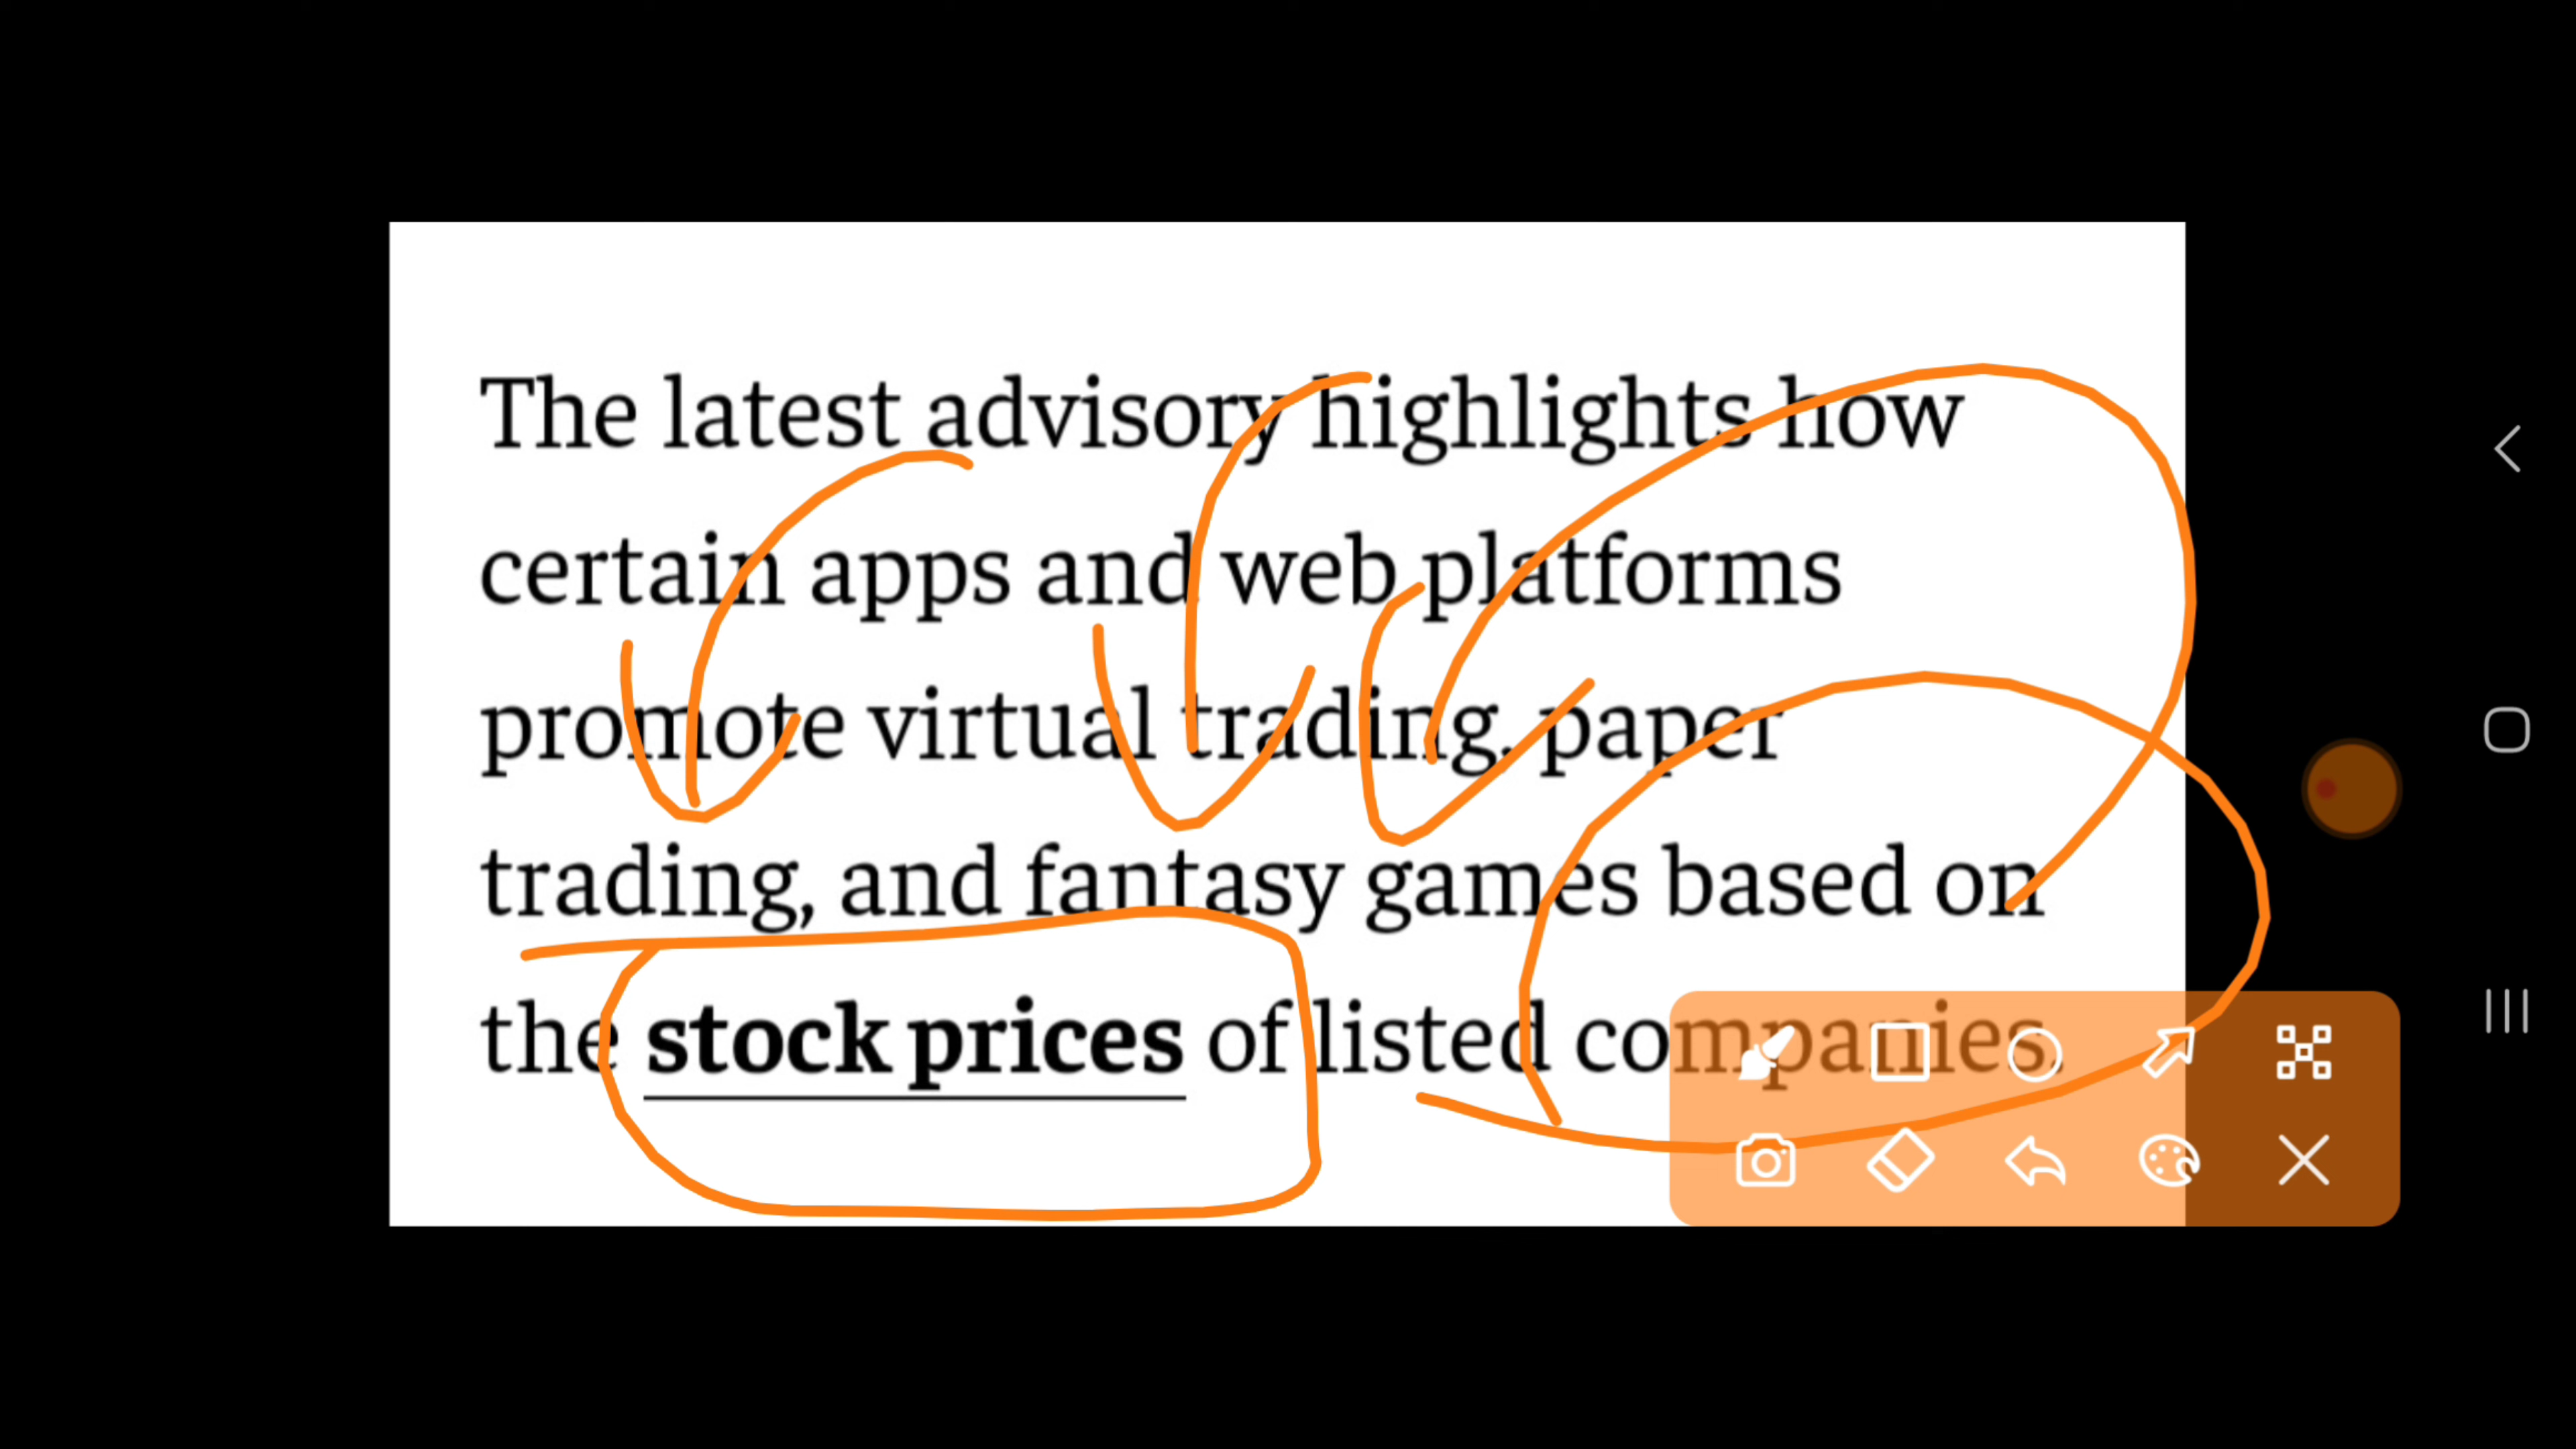 The latest advisory highlights how
certain apps and web platforms
promote virtual trading, paper
trading, and fantasy games based on
the stock prices of listed companies.